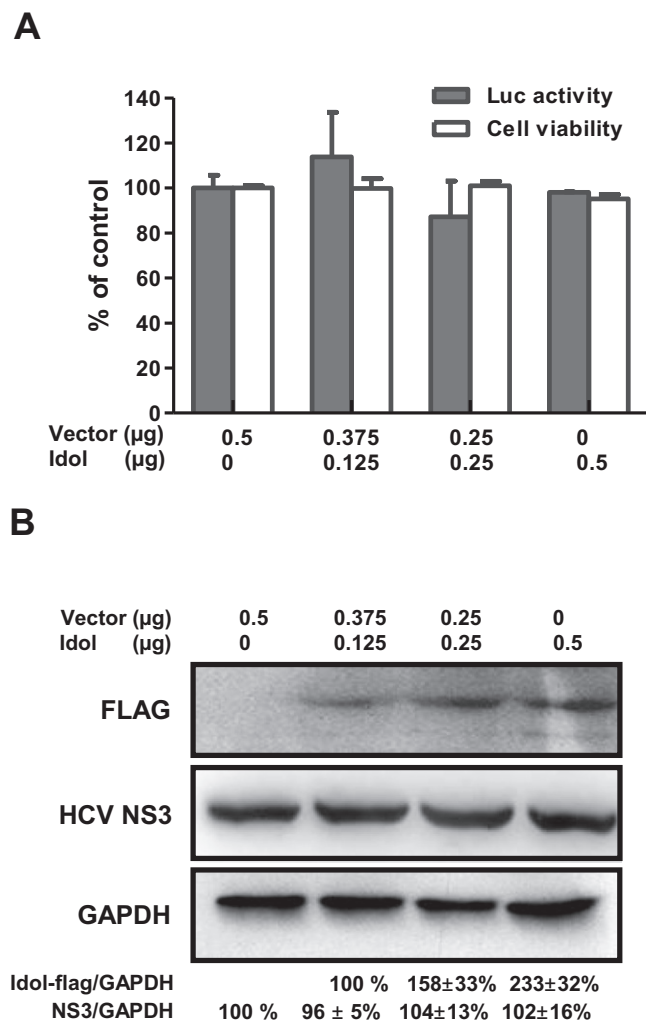 A
Luc activity
Cell viability
% of control
140
120
100
80
60
40
20
0
Vector (µg) 0.5 0.375 0.25 0
Idol (µg) 0 0.125 0.25 0.5
B
Vector (µg) 0.5 0.375 0.25 0
Idol (µg) 0 0.125 0.25 0.5
FLAG
HCV NS3
GAPDH
Idol-flag/GAPDH 100 % 158±33% 233±32%
NS3/GAPDH 100 % 96 ± 5% 104±13% 102±16%